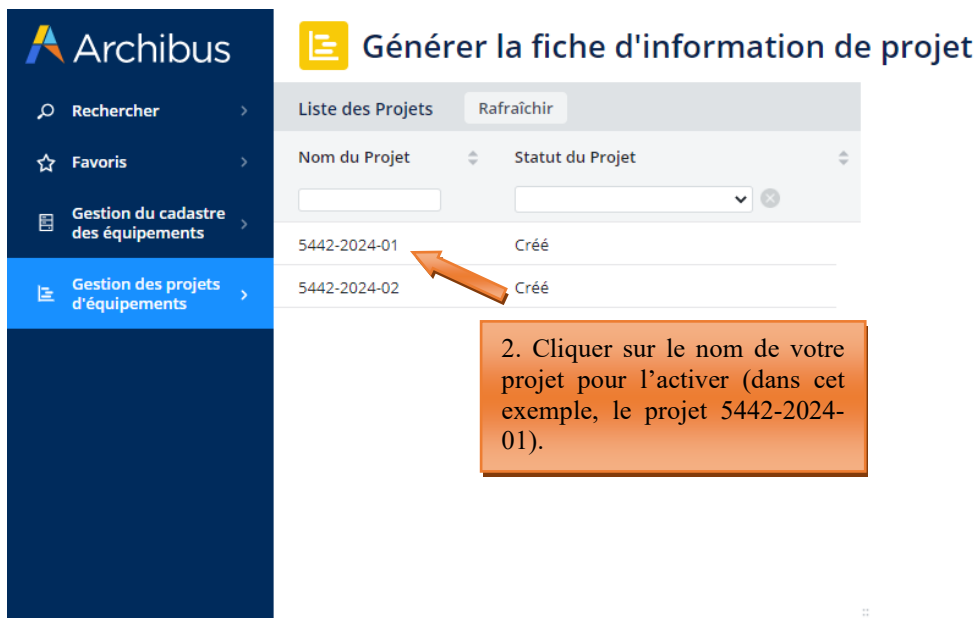 Archibus
Générer la fiche d'information de projet
Rechercher
Favoris
Gestion du cadastre
des équipements
Gestion des projets
d'équipements
Liste des Projets Rafraîchir
Nom du Projet Statut du Projet
5442-2024-01 Créé
5442-2024-02 Créé
2. Cliquer sur le nom de votre
projet pour l’activer (dans cet
exemple, le projet 5442-2024-
01).